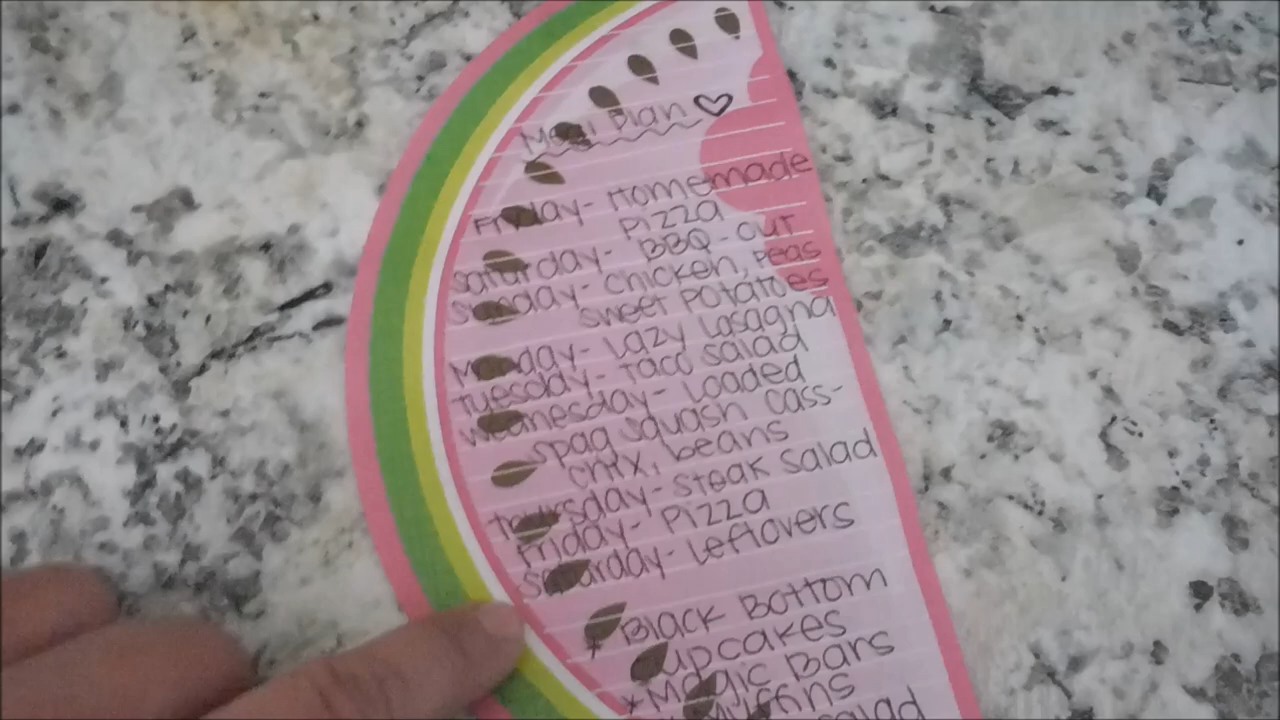 Meal Plan
Friday- Homemade
Pizza
Saturday- BBQ-out
Sunday- Chicken, Peas
sweet potatoes
Monday- Lazy Lasagna
Tuesday- Taco salad
Wednesday- Loaded
spag squash cass-
chix, beans
Thursday- Steak salad
Friday- Pizza
Saturday- Leftovers
*Black Bottom
Cupcakes
*Magic Bars
Muffins
salad